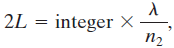 2L = integer × λ/n₂,